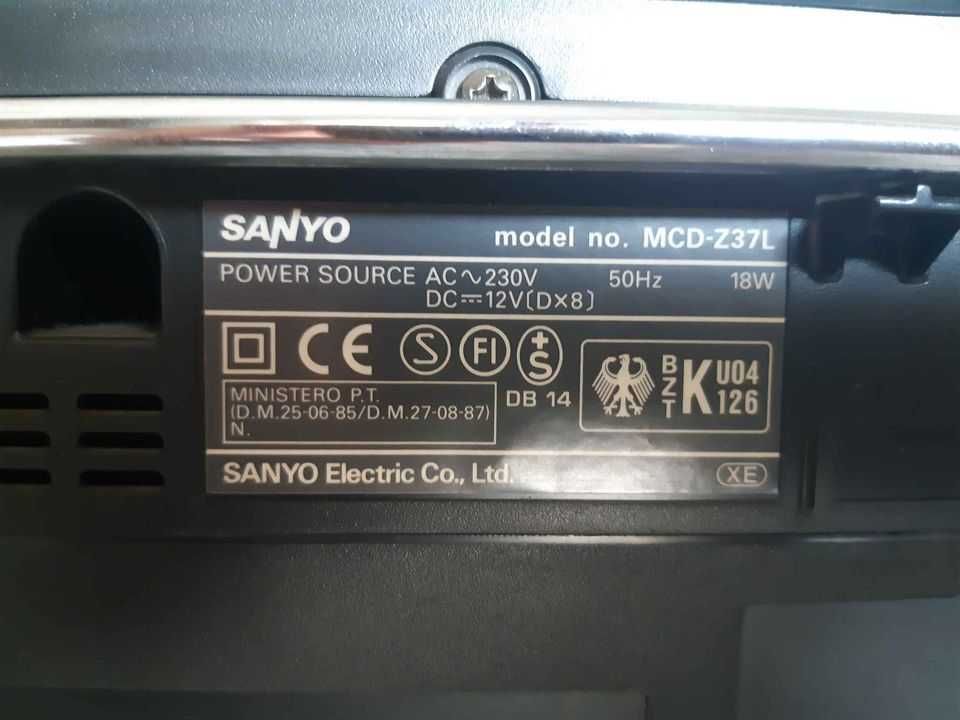 SANYO model no. MCD-Z37L
POWER SOURCE AC∼230V 50Hz 18W
DC⎓12V(D×8)
CE S FI +S
DB 14
MINISTERO P.T.
(D.M.25-06-85/D.M.27-08-87)
N.
BZT K U04 126
SANYO Electric Co., Ltd. XE